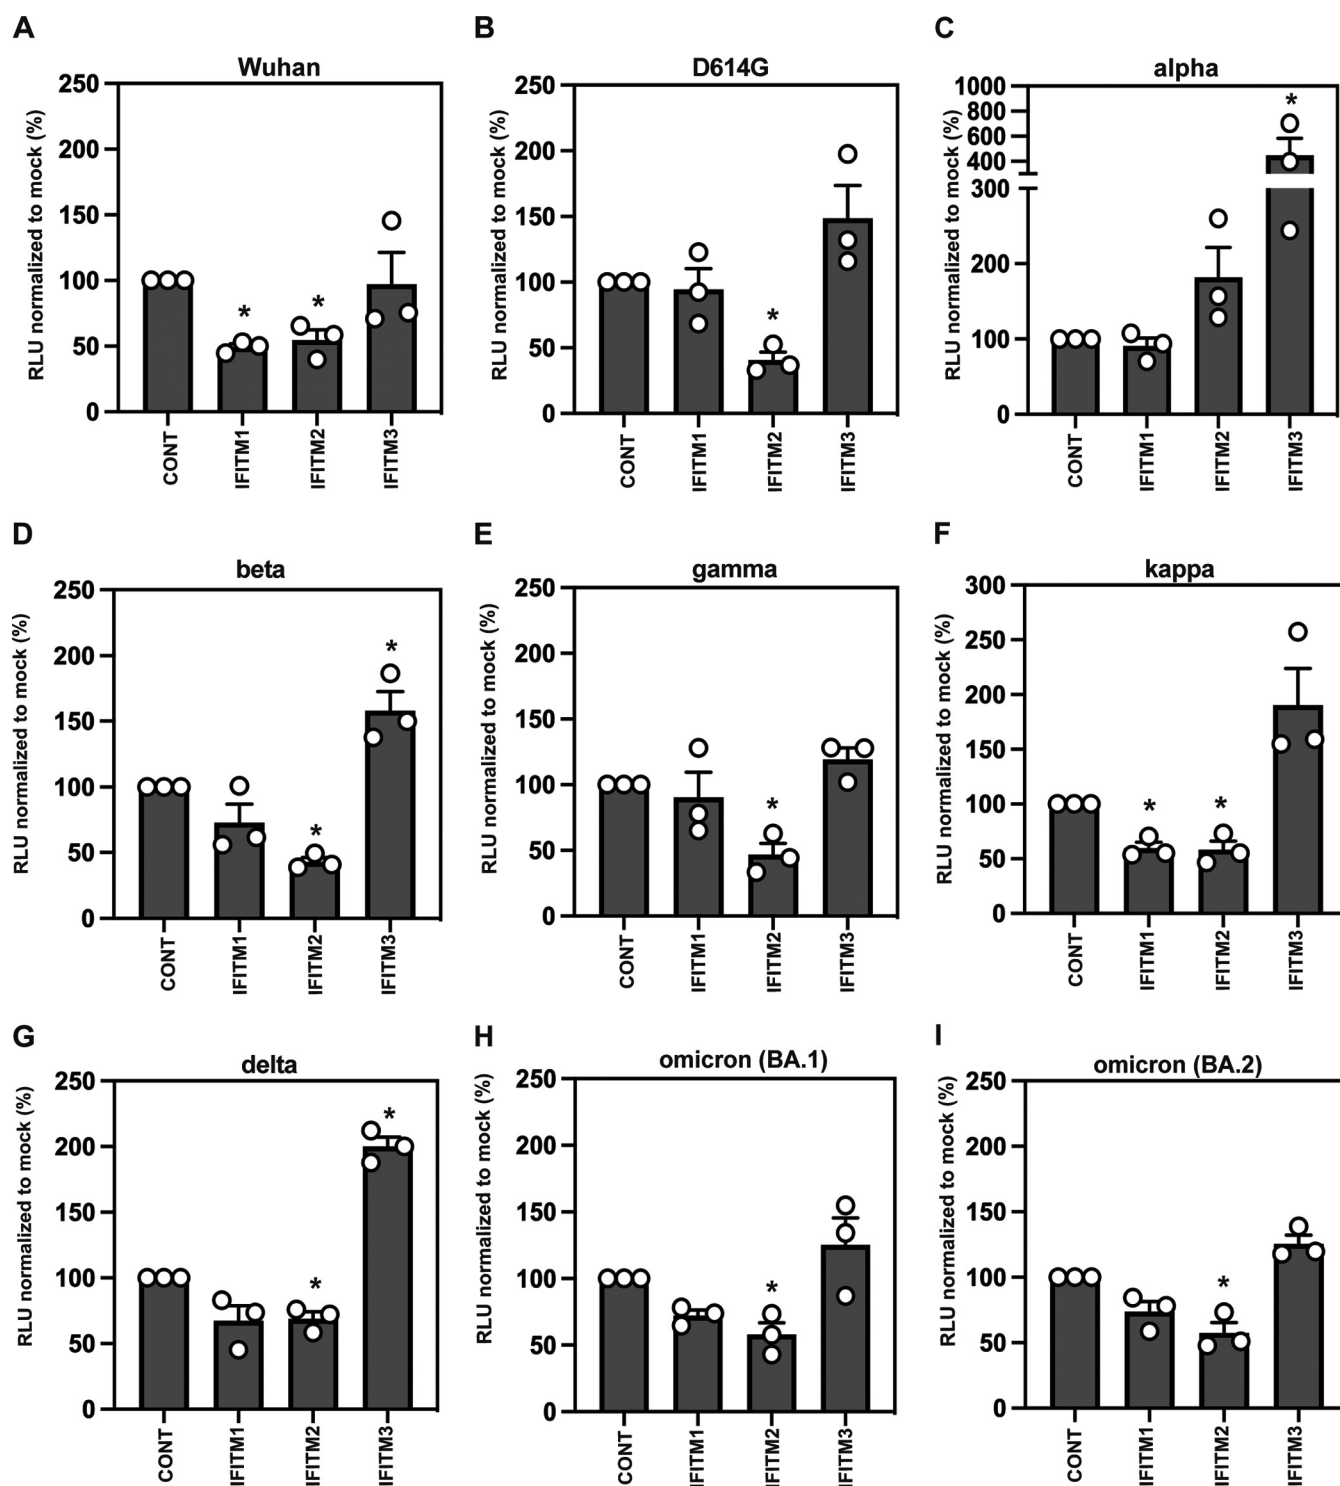 A
Wuhan
RLU normalized to mock (%)
250
200
150
100
50
0
*
*
CONT
IFITM1
IFITM2
IFITM3
B
D614G
RLU normalized to mock (%)
250
200
150
100
50
0
*
CONT
IFITM1
IFITM2
IFITM3
C
alpha
RLU normalized to mock (%)
1000
800
600
400
300
200
100
0
*
CONT
IFITM1
IFITM2
IFITM3
D
beta
RLU normalized to mock (%)
250
200
150
100
50
0
*
*
CONT
IFITM1
IFITM2
IFITM3
E
gamma
RLU normalized to mock (%)
250
200
150
100
50
0
*
CONT
IFITM1
IFITM2
IFITM3
F
kappa
RLU normalized to mock (%)
300
250
200
150
100
50
0
*
*
CONT
IFITM1
IFITM2
IFITM3
G
delta
RLU normalized to mock (%)
250
200
150
100
50
0
*
*
CONT
IFITM1
IFITM2
IFITM3
H
omicron (BA.1)
RLU normalized to mock (%)
250
200
150
100
50
0
*
CONT
IFITM1
IFITM2
IFITM3
I
omicron (BA.2)
RLU normalized to mock (%)
250
200
150
100
50
0
*
CONT
IFITM1
IFITM2
IFITM3